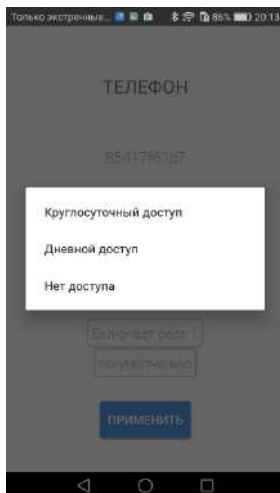 Только экстренные... 86% 20:13
ТЕЛЕФОН
Круглосуточный доступ
Дневной доступ
Нет доступа
Включает реле 1
по умолчанию
ПРИМЕНИТЬ